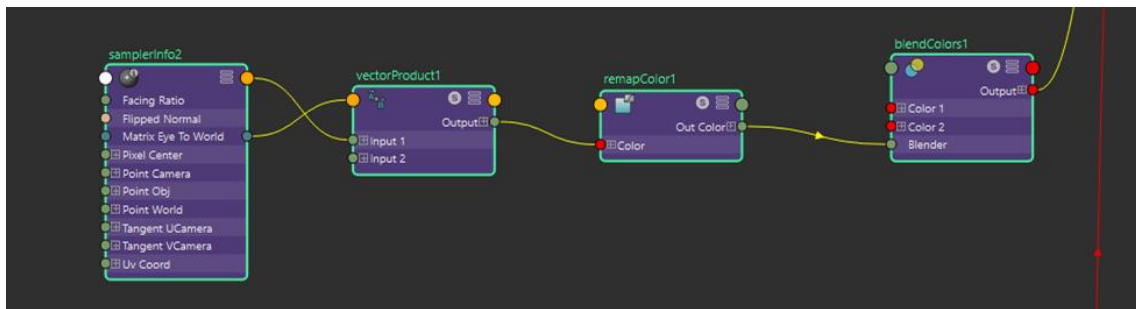 samplerInfo2
Facing Ratio
Flipped Normal
Matrix Eye To World
Pixel Center
Point Camera
Point Obj
Point World
Tangent UCamera
Tangent VCamera
Uv Coord
vectorProduct1
Output
Input 1
Input 2
remapColor1
Out Color
Color
blendColors1
Output
Color 1
Color 2
Blender